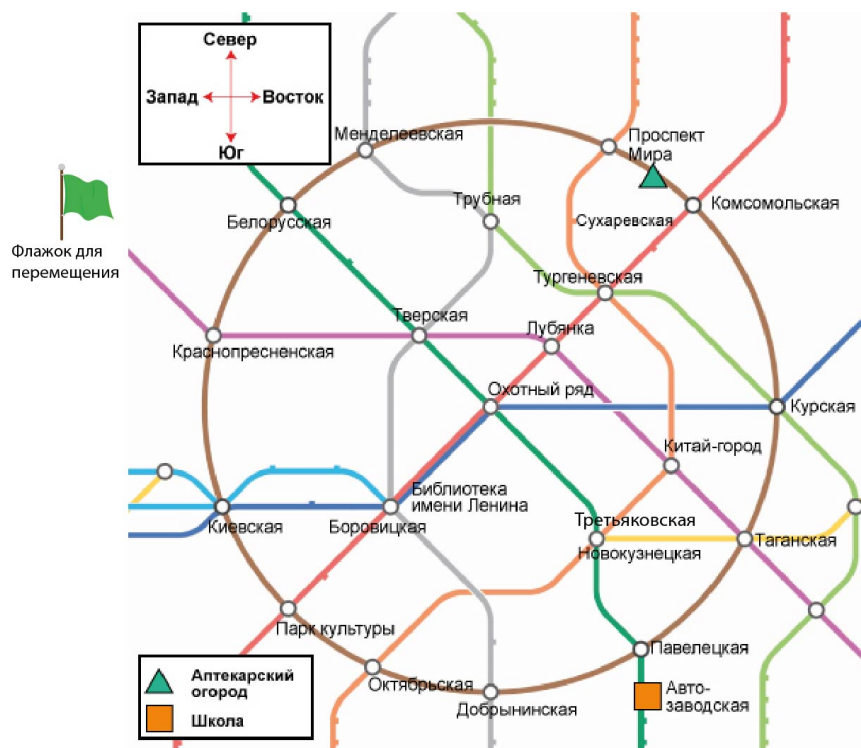 Север
Запад
Восток
Юг
Флажок для
перемещения
Менделеевская
Проспект
Мира
Белорусская
Трубная
Комсомольская
Сухаревская
Тургеневская
Тверская
Лубянка
Краснопресненская
Охотный ряд
Курская
Китай-город
Библиотека
имени Ленина
Киевская
Боровицкая
Третьяковская
Новокузнецкая
Таганская
Парк культуры
Павелецкая
Октябрьская
Добрынинская
Авто-
заводская
Аптекарский
огород
Школа